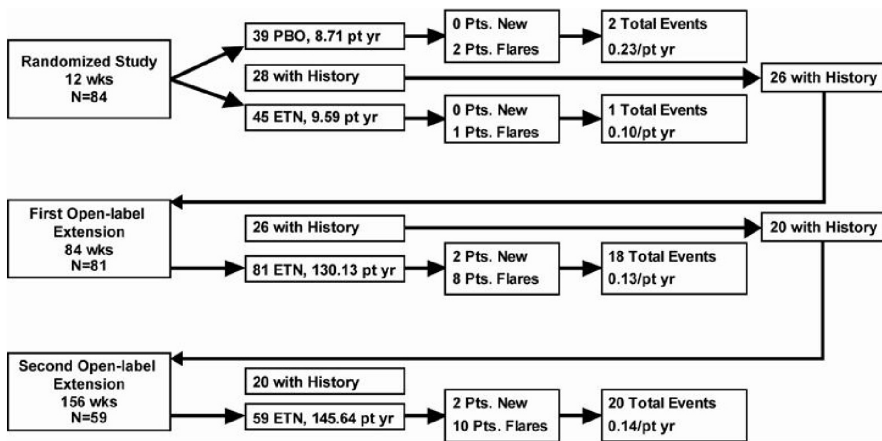 Randomized Study
12 wks
N=84
39 PBO, 8.71 pt yr
0 Pts. New
2 Pts. Flares
2 Total Events
0.23/pt yr
28 with History
26 with History
45 ETN, 9.59 pt yr
0 Pts. New
1 Pts. Flares
1 Total Events
0.10/pt yr
First Open-label
Extension
84 wks
N=81
26 with History
20 with History
81 ETN, 130.13 pt yr
2 Pts. New
8 Pts. Flares
18 Total Events
0.13/pt yr
Second Open-label
Extension
156 wks
N=59
20 with History
59 ETN, 145.64 pt yr
2 Pts. New
10 Pts. Flares
20 Total Events
0.14/pt yr